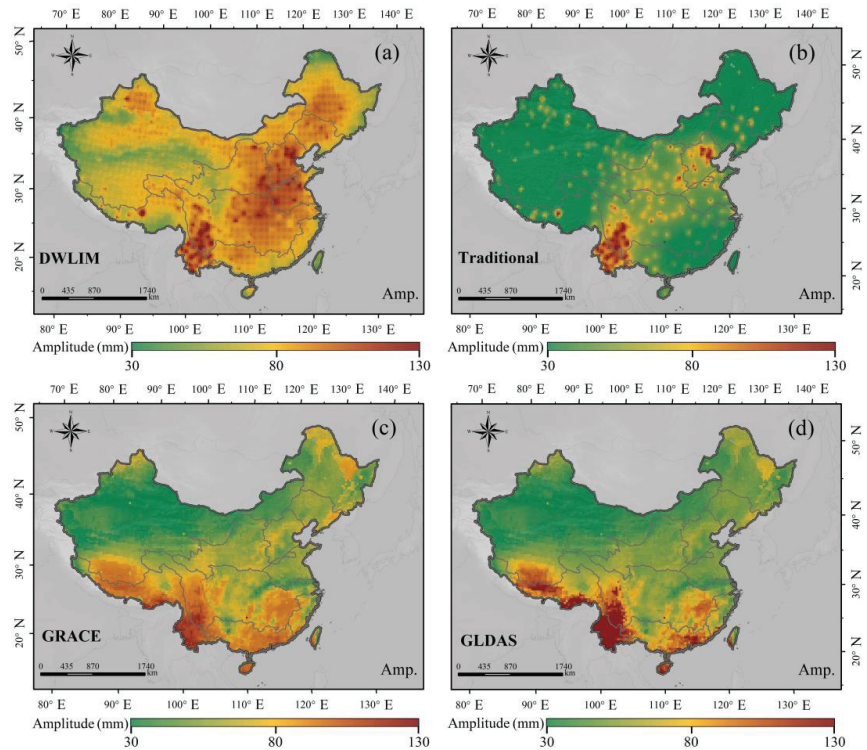 70° E 80° E 90° E 100° E 110° E 120° E 130° E 140° E
50° N
40° N
30° N
20° N
N
(a)
DWLIM
0 435 870 1740
km
Amp.
80° E 90° E 100° E 110° E 120° E 130° E
Amplitude (mm)
30 80 130
70° E 80° E 90° E 100° E 110° E 120° E 130° E 140° E
50° N
40° N
30° N
20° N
N
(b)
Traditional
0 435 870 1740
km
Amp.
80° E 90° E 100° E 110° E 120° E 130° E
Amplitude (mm)
30 80 130
70° E 80° E 90° E 100° E 110° E 120° E 130° E 140° E
50° N
40° N
30° N
20° N
N
(c)
GRACE
0 435 870 1740
km
Amp.
80° E 90° E 100° E 110° E 120° E 130° E
Amplitude (mm)
30 80 130
70° E 80° E 90° E 100° E 110° E 120° E 130° E 140° E
50° N
40° N
30° N
20° N
N
(d)
GLDAS
0 435 870 1740
km
Amp.
80° E 90° E 100° E 110° E 120° E 130° E
Amplitude (mm)
30 80 130